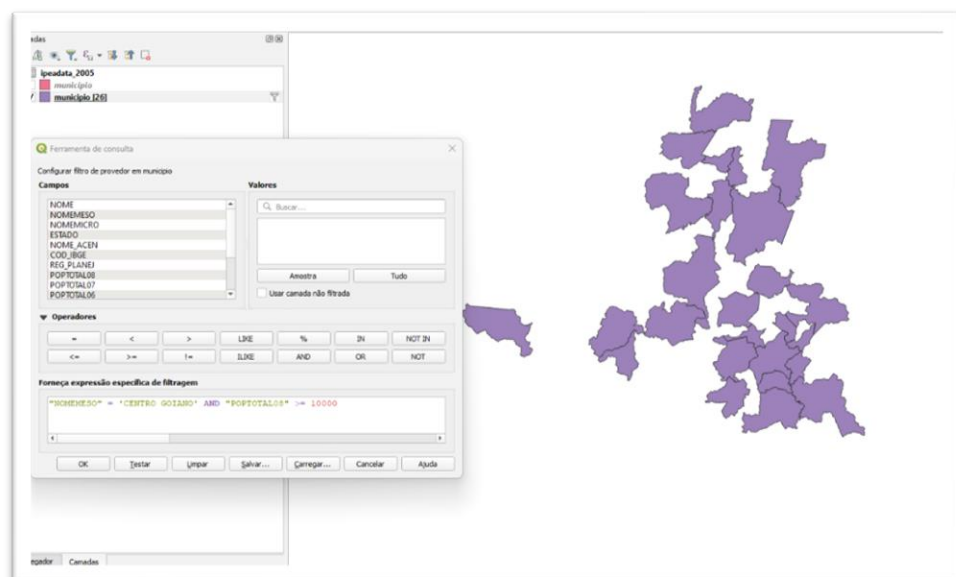 adas
ipeadata_2005
municipio
municipio [26]
Ferramenta de consulta
Configurar filtro de provedor em municipio
Campos
NOME
NOMEMESO
NOMEMICRO
ESTADO
NOME_ACEN
COD_IBGE
REG_PLANEJ
POPTOTAL08
POPTOTAL07
POPTOTAL06
Valores
Buscar...
Amostra Tudo
Usar camada não filtrada
Operadores
= < > LIKE % IN NOT IN
<= >= != ILIKE AND OR NOT
Forneça expressão específica de filtragem
"NOMEMESO" = 'CENTRO GOIANO' AND "POPTOTAL08" >= 10000
OK Testar Limpar Salvar... Carregar... Cancelar Ajuda
egador Camadas